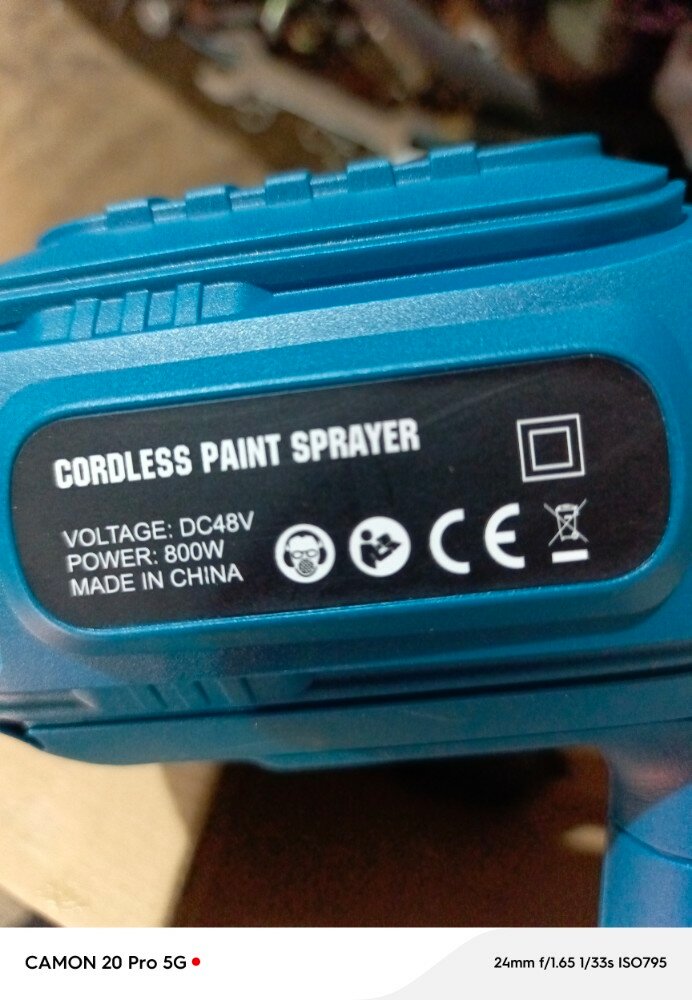 CORDLESS PAINT SPRAYER
VOLTAGE: DC48V
POWER: 800W
MADE IN CHINA
CE
CAMON 20 Pro 5G
24mm f/1.65 1/33s ISO795